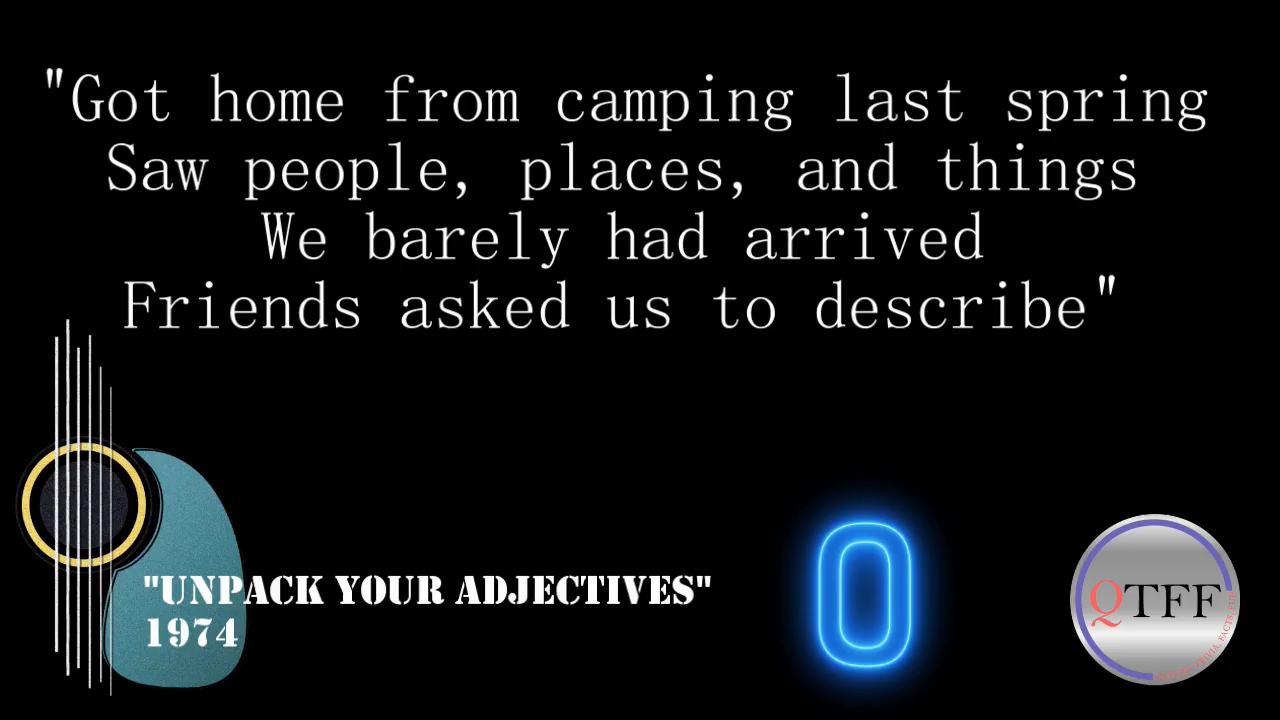 "Got home from camping last spring
Saw people, places, and things
We barely had arrived
Friends asked us to describe"
"UNPACK YOUR ADJECTIVES"
1974
0
QTFF